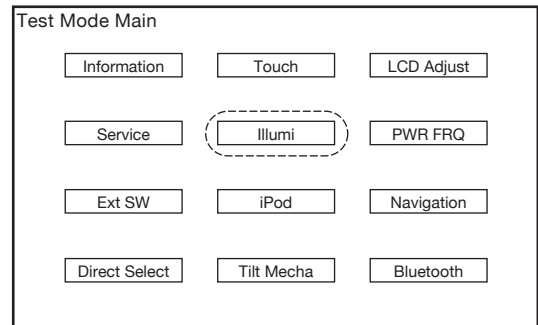 Test Mode Main
Information Touch LCD Adjust
Service Illumi PWR FRQ
Ext SW iPod Navigation
Direct Select Tilt Mecha Bluetooth